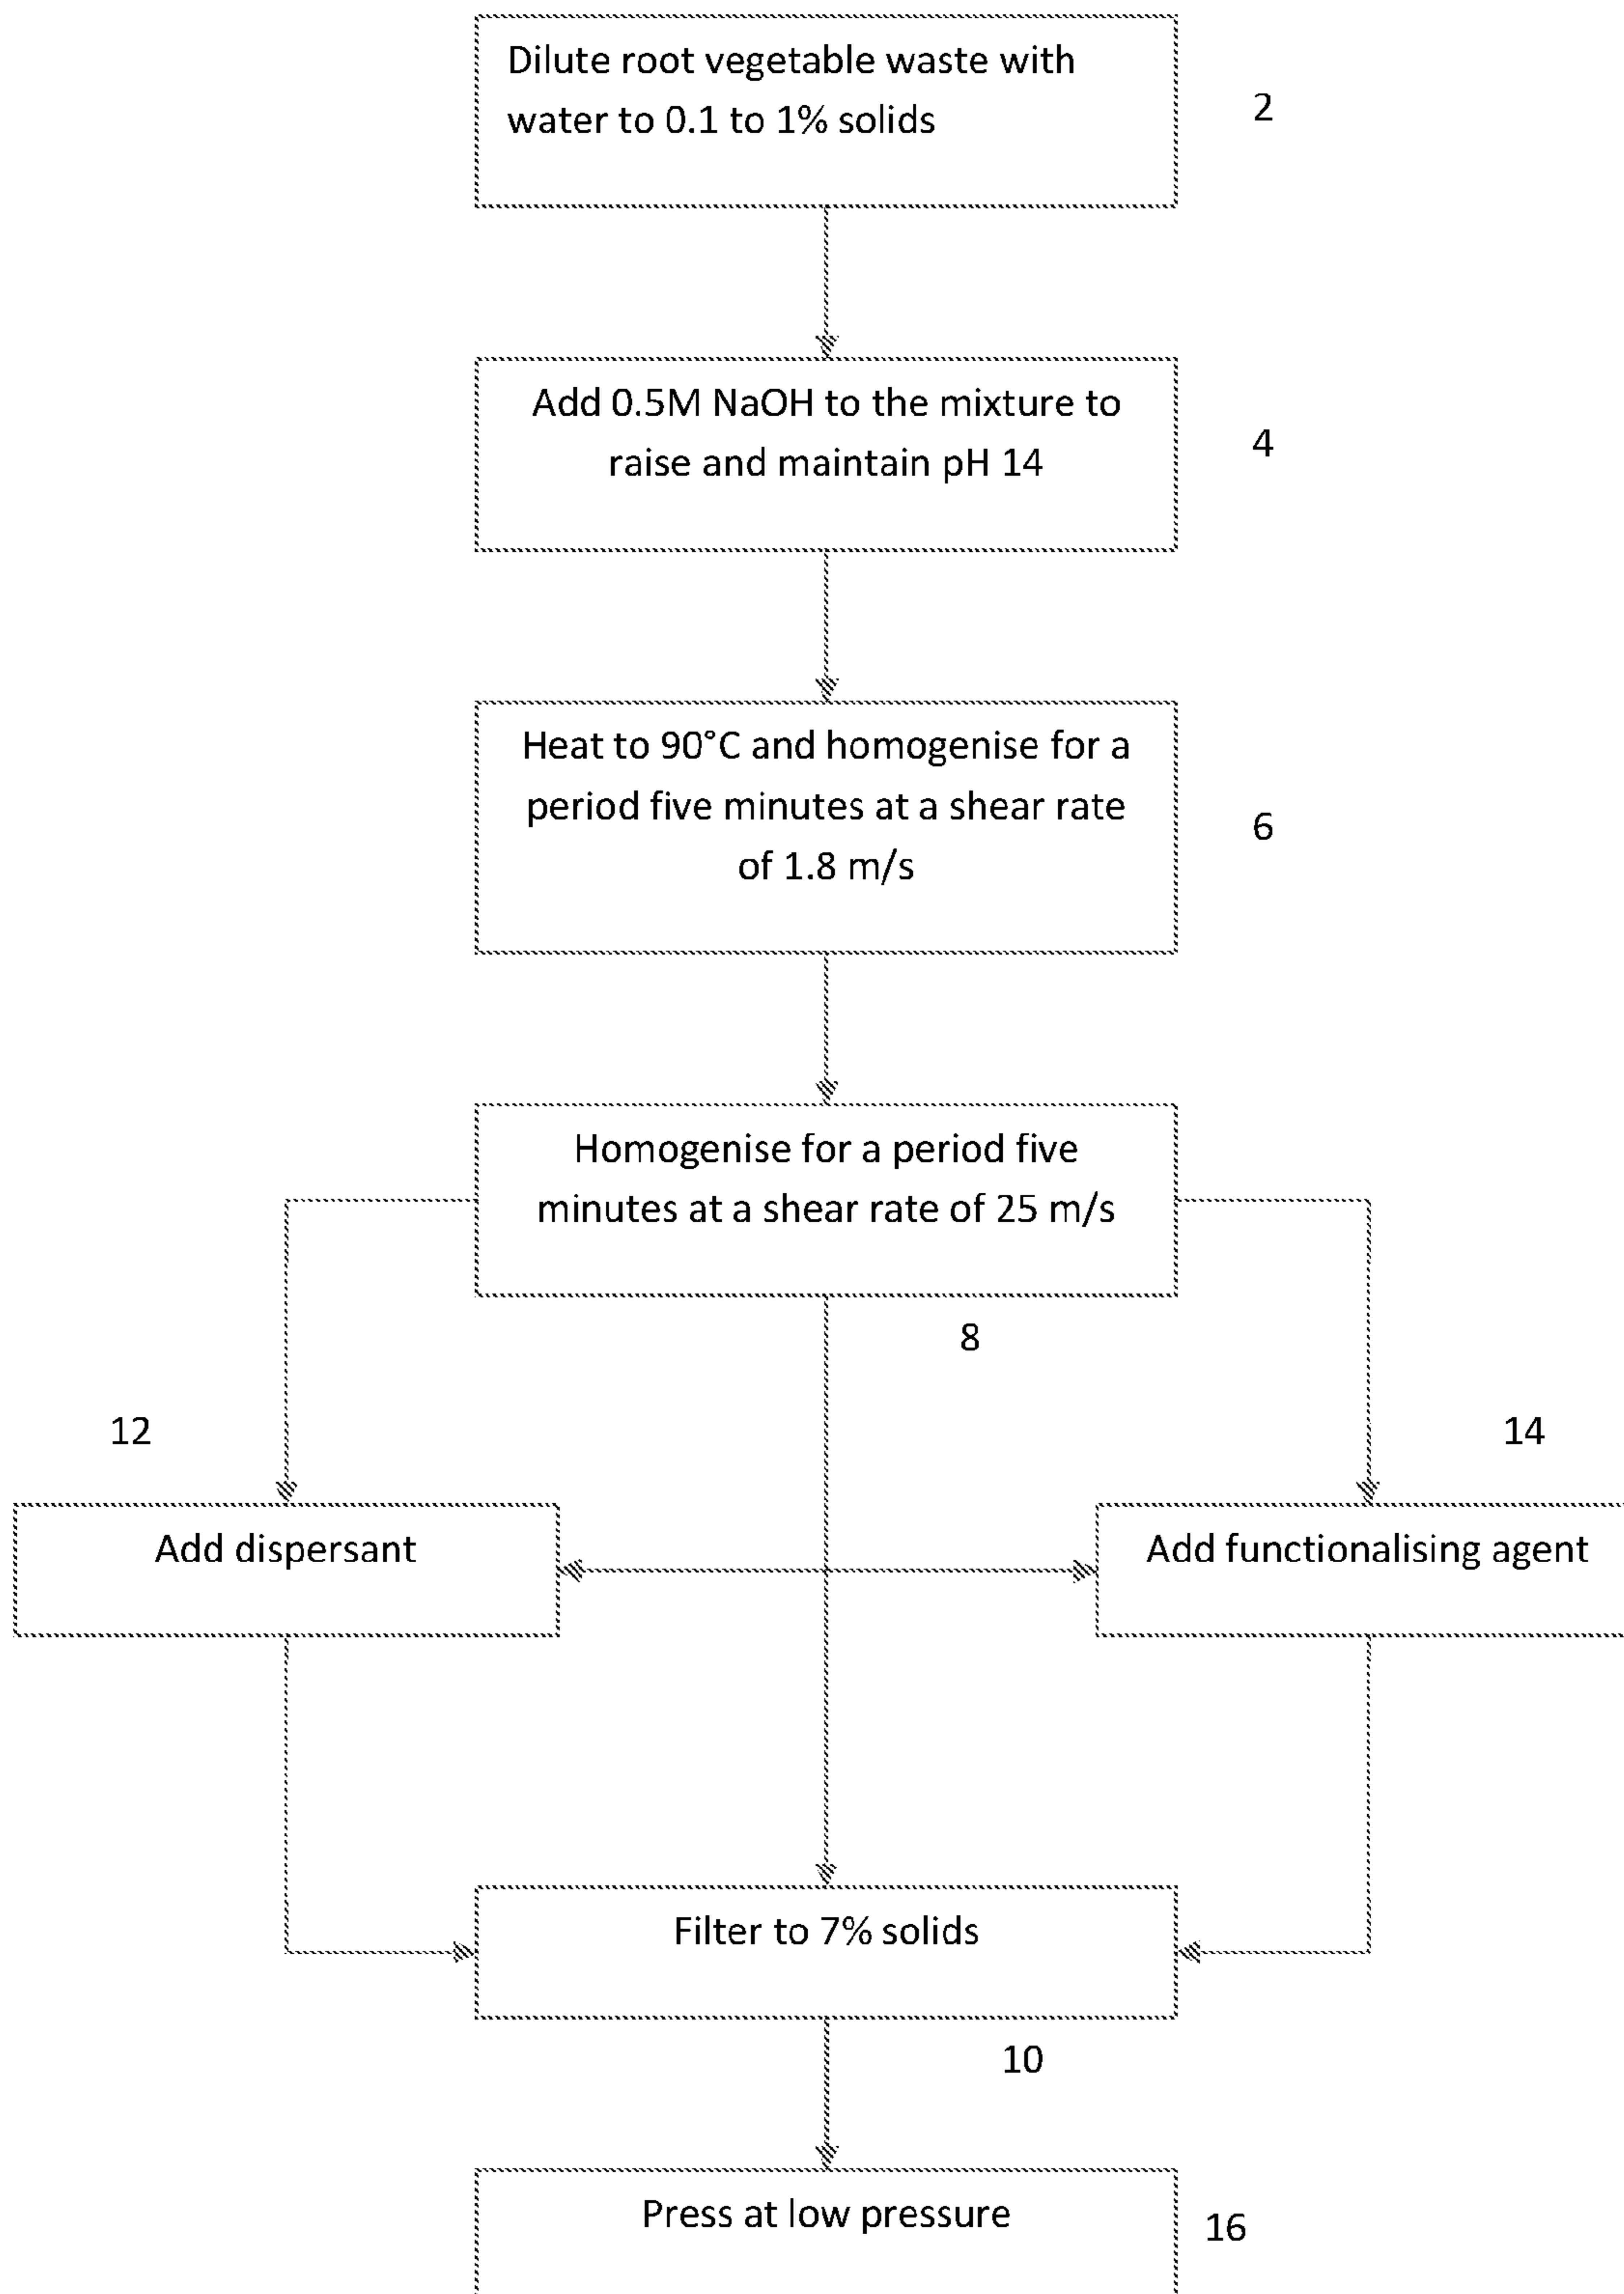 Dilute root vegetable waste with
water to 0.1 to 1% solids
2
Add 0.5M NaOH to the mixture to
raise and maintain pH 14
4
Heat to 90°C and homogenise for a
period five minutes at a shear rate
of 1.8 m/s
6
Homogenise for a period five
minutes at a shear rate of 25 m/s
8
12
14
Add dispersant
Add functionalising agent
Filter to 7% solids
10
Press at low pressure
16